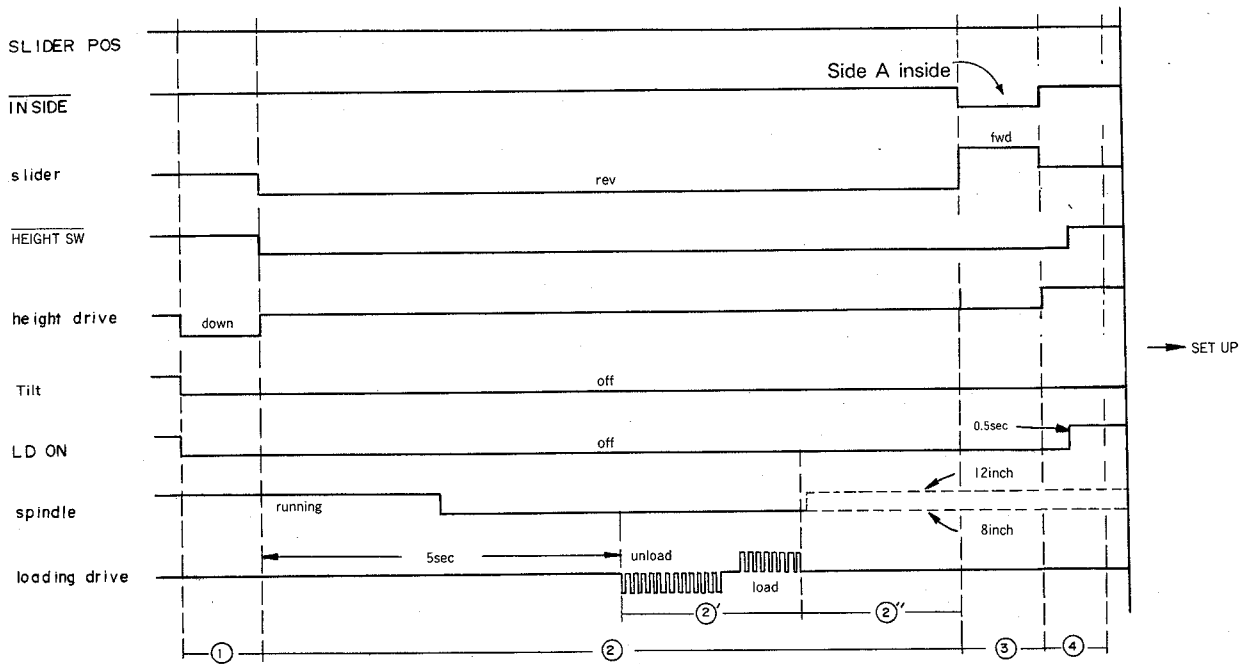 SLIDER POS
Side A inside
INSIDE
fwd
slider
rev
HEIGHT SW
height drive
down
SET UP
Tilt
off
0.5sec
LD ON
off
12inch
spindle
running
8inch
5sec
unload
loading drive
load
②' ②''
① ② ③ ④